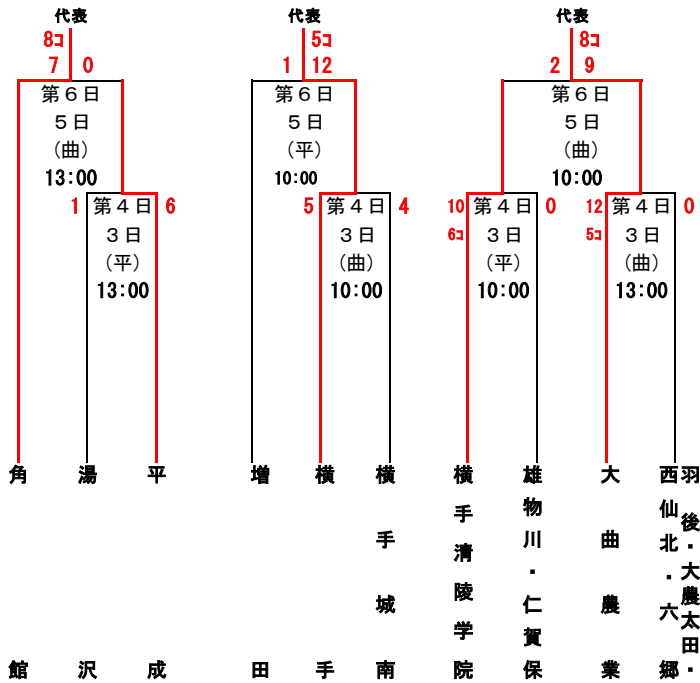 代表
8コ
7 0
第６日
５日
（曲）
13:00
1 第４日 6
３日
（平）
13:00
角館
湯沢
平成
代表
5コ
1 12
第６日
５日
（平）
10:00
5 第４日 4
３日
（曲）
10:00
増田
横手
横手城南
代表
8コ
2 9
第６日
５日
（曲）
10:00
10 第４日 0
6コ ３日
（平）
10:00
12 第４日 0
5コ ３日
（曲）
13:00
横手清陵学院
雄物川・仁賀保
大曲農業
西仙北・六郷
羽後・大農太田・